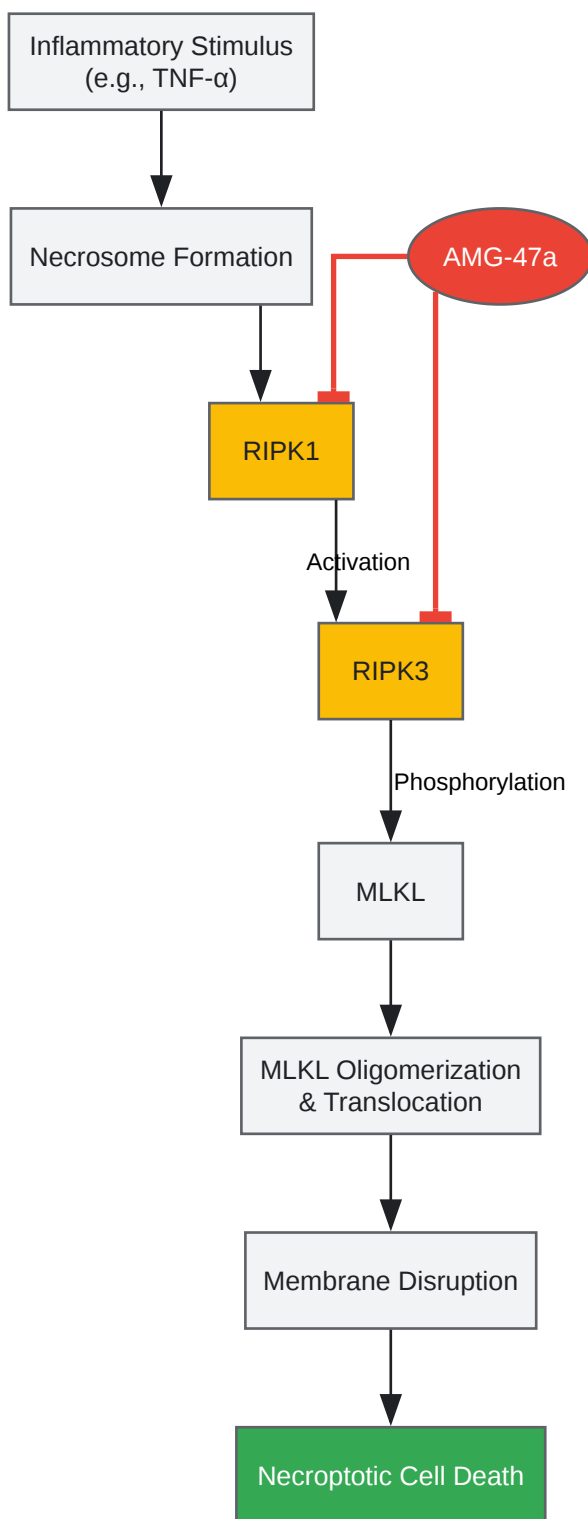 Inflammatory Stimulus
(e.g., TNF-α)
Necrosome Formation
AMG-47a
RIPK1
Activation
RIPK3
Phosphorylation
MLKL
MLKL Oligomerization
& Translocation
Membrane Disruption
Necroptotic Cell Death